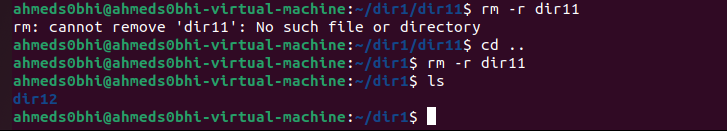 ahmeds0bhi@ahmeds0bhi-virtual-machine:~/dir1/dir11$ rm -r dir11
rm: cannot remove 'dir11': No such file or directory
ahmeds0bhi@ahmeds0bhi-virtual-machine:~/dir1/dir11$ cd ..
ahmeds0bhi@ahmeds0bhi-virtual-machine:~/dir1$ rm -r dir11
ahmeds0bhi@ahmeds0bhi-virtual-machine:~/dir1$ ls
dir12
ahmeds0bhi@ahmeds0bhi-virtual-machine:~/dir1$